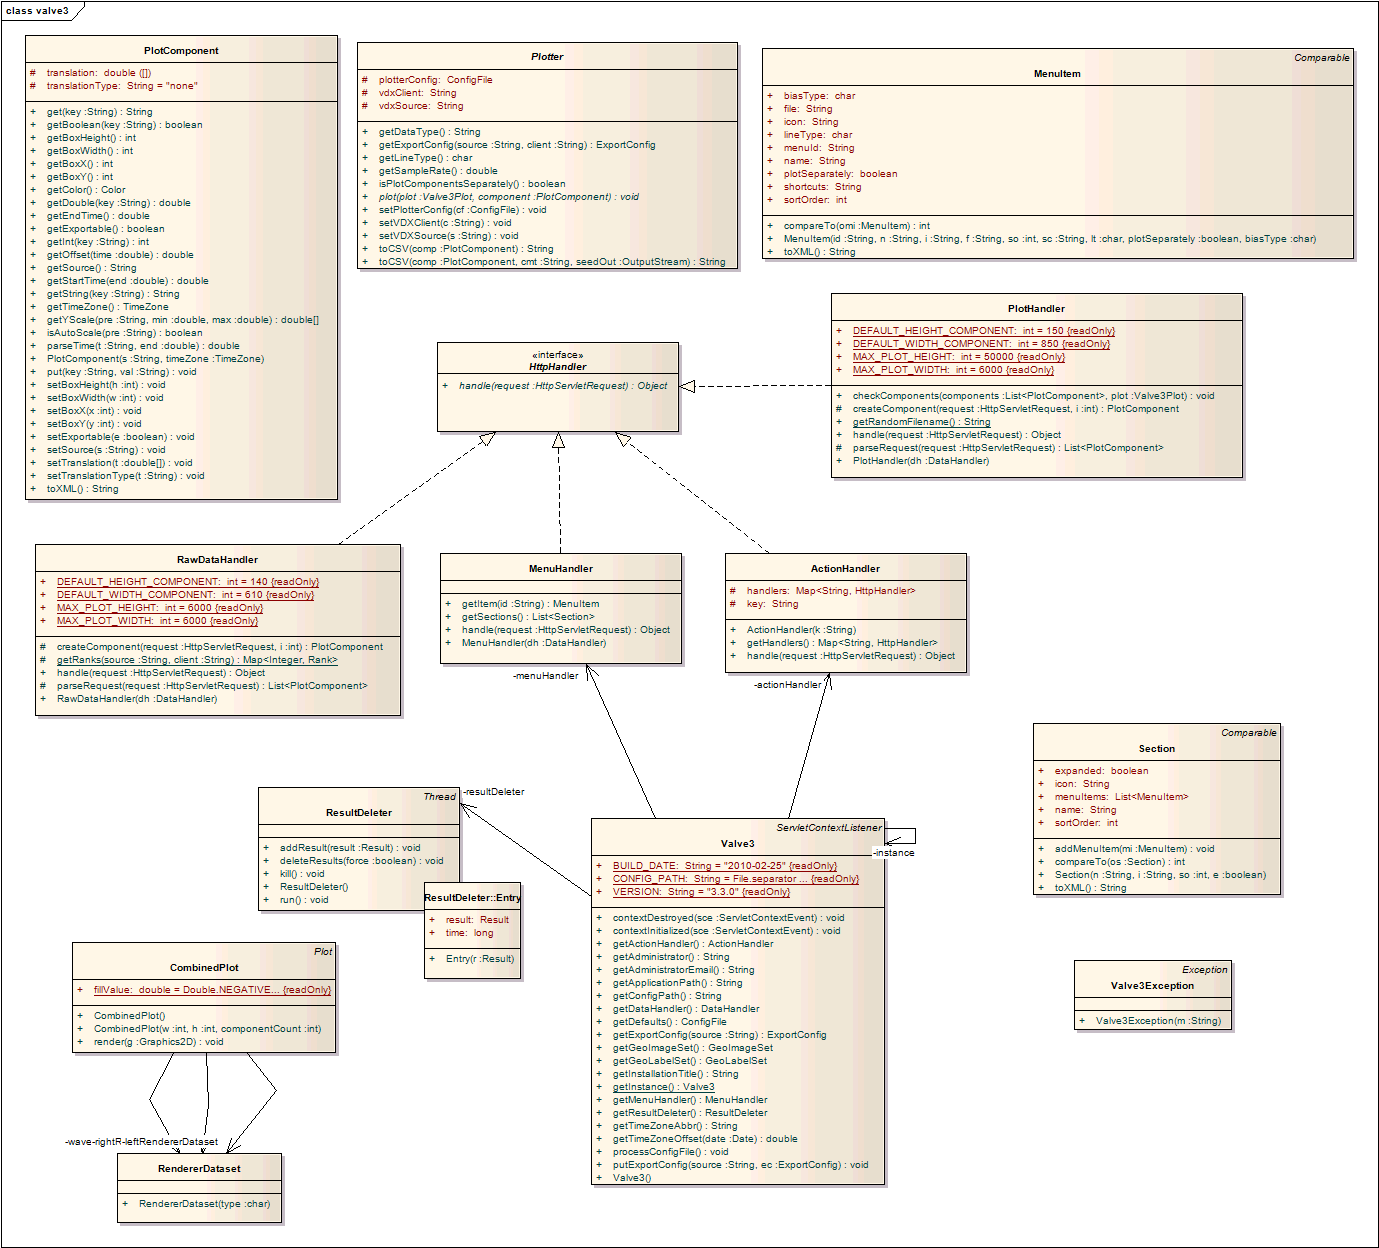 class valve3
PlotComponent
# translation: double ([])
# translationType: String = "none"
+ get(key :String) : String
+ getBoolean(key :String) : boolean
+ getBoxHeight() : int
+ getBoxWidth() : int
+ getBoxX() : int
+ getBoxY() : int
+ getColor() : Color
+ getDouble(key :String) : double
+ getEndTime() : double
+ getExportable() : boolean
+ getInt(key :String) : int
+ getOffset(time :double) : double
+ getSource() : String
+ getStartTime(end :double) : double
+ getString(key :String) : String
+ getTimeZone() : TimeZone
+ getYScale(pre :String, min :double, max :double) : double[]
+ isAutoScale(pre :String) : boolean
+ parseTime(t :String, end :double) : double
+ PlotComponent(s :String, timeZone :TimeZone)
+ put(key :String, val :String) : void
+ setBoxHeight(h :int) : void
+ setBoxWidth(w :int) : void
+ setBoxX(x :int) : void
+ setBoxY(y :int) : void
+ setExportable(e :boolean) : void
+ setSource(s :String) : void
+ setTranslation(t :double[]) : void
+ setTranslationType(t :String) : void
+ toXML() : String
Plotter
# plotterConfig: ConfigFile
# vdxClient: String
# vdxSource: String
+ getDataType() : String
+ getExportConfig(source :String, client :String) : ExportConfig
+ getLineType() : char
+ getSampleRate() : double
+ isPlotComponentsSeparately() : boolean
+ plot(plot :Valve3Plot, component :PlotComponent) : void
+ setPlotterConfig(cf :ConfigFile) : void
+ setVDXClient(c :String) : void
+ setVDXSource(s :String) : void
+ toCSV(comp :PlotComponent) : String
+ toCSV(comp :PlotComponent, cmt :String, seedOut :OutputStream) : String
Comparable
MenuItem
+ biasType: char
+ file: String
+ icon: String
+ lineType: char
+ menuId: String
+ name: String
+ plotSeparately: boolean
+ shortcuts: String
+ sortOrder: int
+ compareTo(omi :MenuItem) : int
+ MenuItem(id :String, n :String, i :String, f :String, so :int, sc :String, lt :char, plotSeparately :boolean, biasType :char)
+ toXML() : String
PlotHandler
+ DEFAULT_HEIGHT_COMPONENT: int = 150 {readOnly}
+ DEFAULT_WIDTH_COMPONENT: int = 850 {readOnly}
+ MAX_PLOT_HEIGHT: int = 50000 {readOnly}
+ MAX_PLOT_WIDTH: int = 6000 {readOnly}
+ checkComponents(components :List<PlotComponent>, plot :Valve3Plot) : void
# createComponent(request :HttpServletRequest, i :int) : PlotComponent
+ getRandomFilename() : String
+ handle(request :HttpServletRequest) : Object
# parseRequest(request :HttpServletRequest) : List<PlotComponent>
+ PlotHandler(dh :DataHandler)
«interface»
HttpHandler
+ handle(request :HttpServletRequest) : Object
RawDataHandler
+ DEFAULT_HEIGHT_COMPONENT: int = 140 {readOnly}
+ DEFAULT_WIDTH_COMPONENT: int = 610 {readOnly}
+ MAX_PLOT_HEIGHT: int = 6000 {readOnly}
+ MAX_PLOT_WIDTH: int = 6000 {readOnly}
# createComponent(request :HttpServletRequest, i :int) : PlotComponent
# getRanks(source :String, client :String) : Map<Integer, Rank>
+ handle(request :HttpServletRequest) : Object
# parseRequest(request :HttpServletRequest) : List<PlotComponent>
+ RawDataHandler(dh :DataHandler)
MenuHandler
+ getItem(id :String) : MenuItem
+ getSections() : List<Section>
+ handle(request :HttpServletRequest) : Object
+ MenuHandler(dh :DataHandler)
-menuHandler
ActionHandler
# handlers: Map<String, HttpHandler>
# key: String
+ ActionHandler(k :String)
+ getHandlers() : Map<String, HttpHandler>
+ handle(request :HttpServletRequest) : Object
-actionHandler
Comparable
Section
+ expanded: boolean
+ icon: String
+ menuItems: List<MenuItem>
+ name: String
+ sortOrder: int
+ addMenuItem(mi :MenuItem) : void
+ compareTo(os :Section) : int
+ Section(n :String, i :String, so :int, e :boolean)
+ toXML() : String
Thread
ResultDeleter
+ addResult(result :Result) : void
+ deleteResults(force :boolean) : void
+ kill() : void
+ ResultDeleter()
+ run() : void
-resultDeleter
ResultDeleter::Entry
+ result: Result
+ time: long
+ Entry(r :Result)
ServletContextListener
Valve3
-instance
+ BUILD_DATE: String = "2010-02-25" {readOnly}
+ CONFIG_PATH: String = File.separator ... {readOnly}
+ VERSION: String = "3.3.0" {readOnly}
+ contextDestroyed(sce :ServletContextEvent) : void
+ contextInitialized(sce :ServletContextEvent) : void
+ getActionHandler() : ActionHandler
+ getAdministrator() : String
+ getAdministratorEmail() : String
+ getApplicationPath() : String
+ getConfigPath() : String
+ getDataHandler() : DataHandler
+ getDefaults() : ConfigFile
+ getExportConfig(source :String) : ExportConfig
+ getGeoImageSet() : GeoImageSet
+ getGeoLabelSet() : GeoLabelSet
+ getInstallationTitle() : String
+ getInstance() : Valve3
+ getMenuHandler() : MenuHandler
+ getResultDeleter() : ResultDeleter
+ getTimeZoneAbbr() : String
+ getTimeZoneOffset(date :Date) : double
+ processConfigFile() : void
+ putExportConfig(source :String, ec :ExportConfig) : void
+ Valve3()
Plot
CombinedPlot
+ fillValue: double = Double.NEGATIVE... {readOnly}
+ CombinedPlot()
+ CombinedPlot(w :int, h :int, componentCount :int)
+ render(g :Graphics2D) : void
-wave-rightR-leftRendererDataset
RendererDataset
+ RendererDataset(type :char)
Exception
Valve3Exception
+ Valve3Exception(m :String)